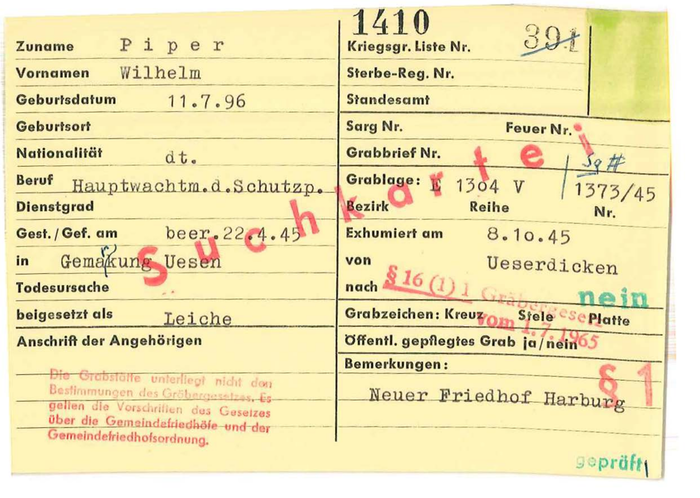 1410
Zuname Piper
Vornamen Wilhelm
Geburtsdatum 11.7.96
Geburtsort
Nationalität dt.
Beruf Hauptwachtm.d.Schutzp.
Dienstgrad
Gest./Gef. am beer.22.4.45
in Gemakung Uesen
r
Todesursache
beigesetzt als Leiche
Anschrift der Angehörigen
Die Grabstätte unterliegt nicht den
Bestimmungen des Gräbergesetzes. Es
gelten die Vorschriften des Gesetzes
über die Gemeindefriedhöfe und der
Gemeindefriedhofsordnung.
Suchkartei
Kriegsgr. Liste Nr. 391
Sterbe-Reg. Nr.
Standesamt
Sarg Nr. Feuer Nr.
Grabbrief Nr. Sg #
Grablage: E 1304 V 1373/45
Bezirk Reihe Nr.
Exhumiert am 8.10.45
von Ueserdicken
nach
§ 16 (1) 1 Gräbergesetz
vom 1.7.1965
nein
Grabzeichen: Kreuz Stele Platte
Öffentl. gepflegtes Grab ja/nein
Bemerkungen:
§ 1
Neuer Friedhof Harburg
geprüft